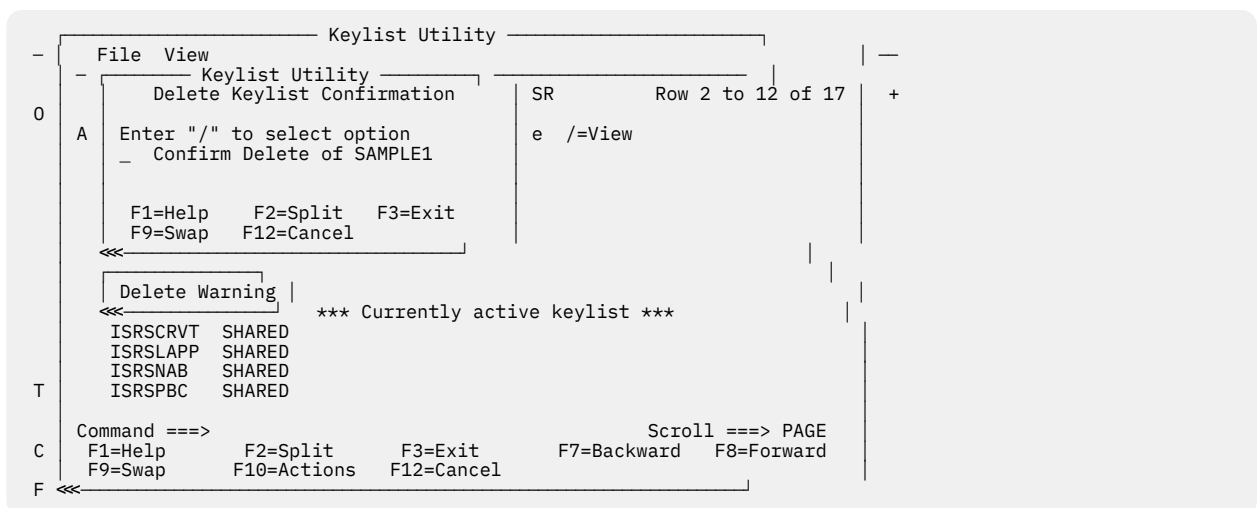 Keylist Utility
File View
Keylist Utility
Delete Keylist Confirmation SR Row 2 to 12 of 17 +
O
A Enter "/" to select option e /=View
_ Confirm Delete of SAMPLE1
F1=Help F2=Split F3=Exit
F9=Swap F12=Cancel
Delete Warning
*** Currently active keylist ***
ISRSCRVT SHARED
ISRSLAPP SHARED
ISRSNAB SHARED
T ISRSPBC SHARED
Command ===> Scroll ===> PAGE
C F1=Help F2=Split F3=Exit F7=Backward F8=Forward
F9=Swap F10=Actions F12=Cancel
F